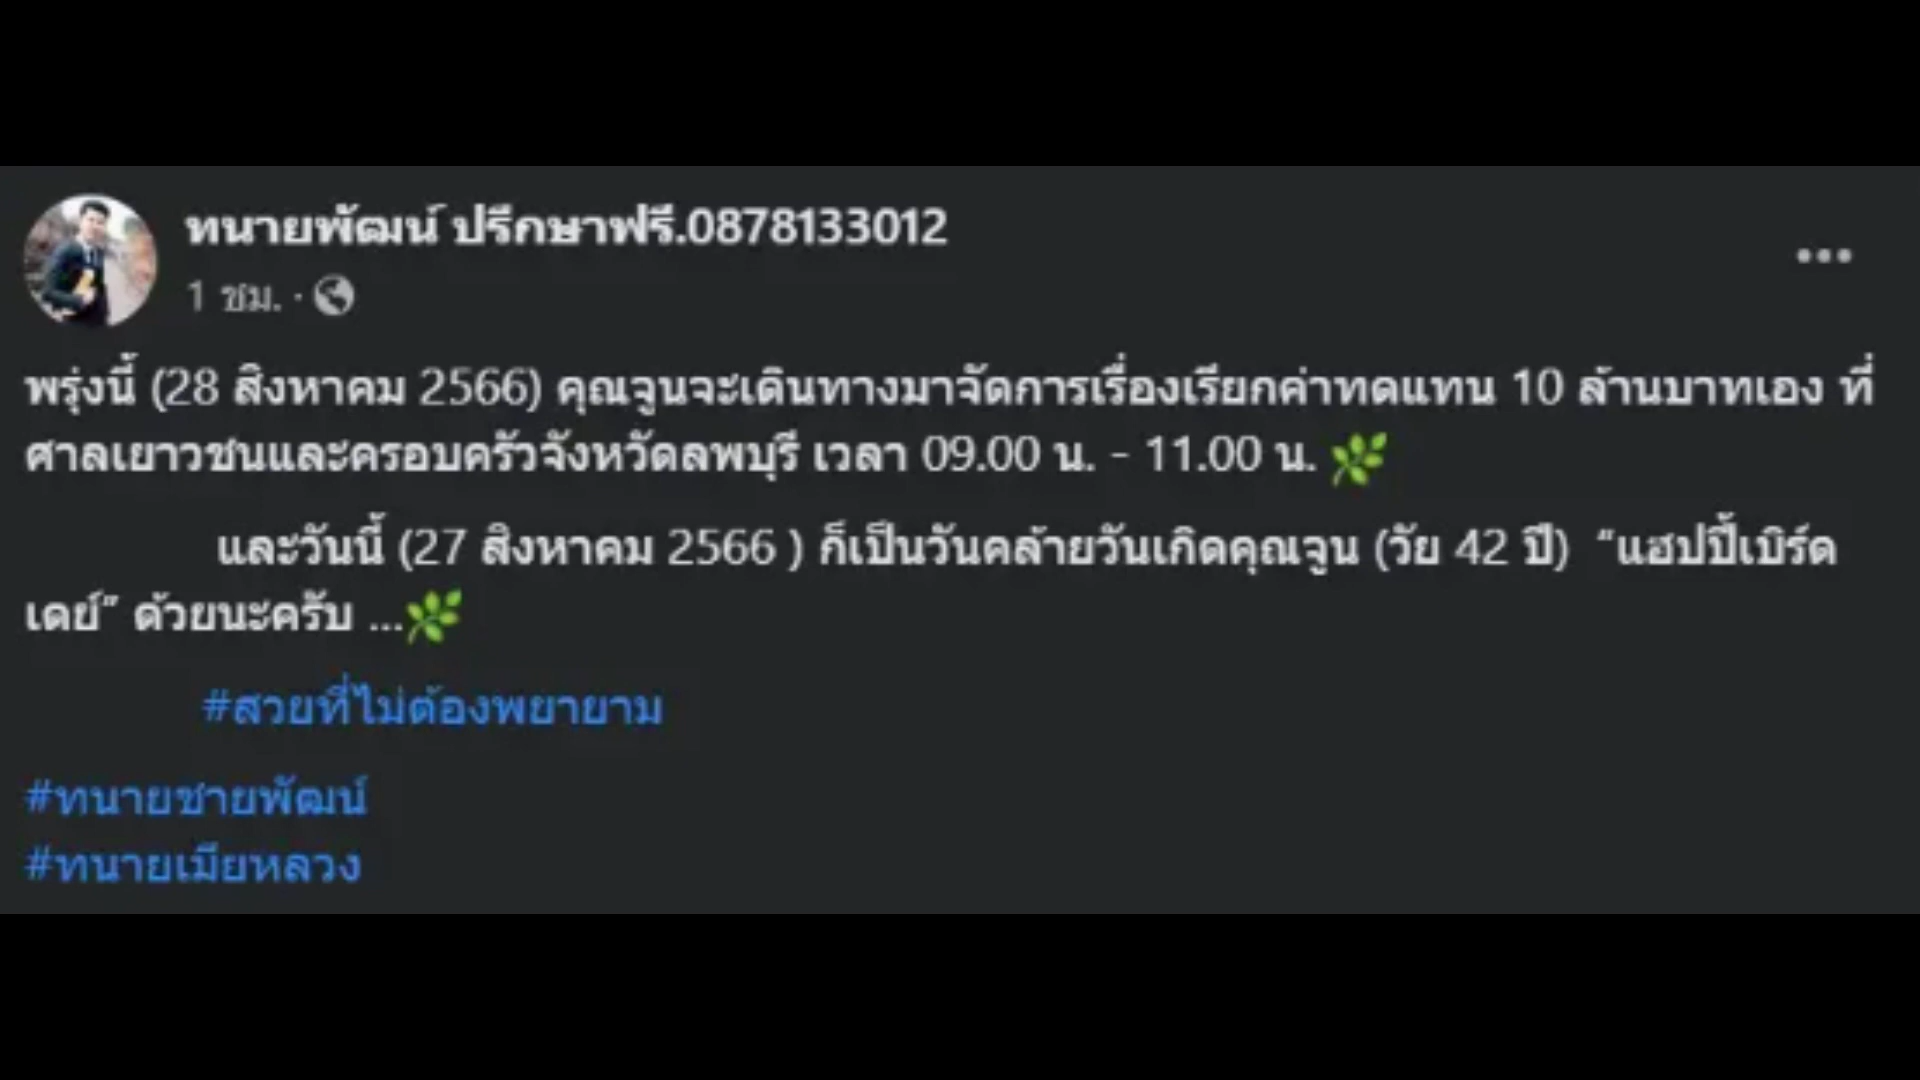 ทนายพัฒน์ ปรึกษาฟรี.0878133012
1 ชม. ·
พรุ่งนี้ (28 สิงหาคม 2566) คุณจูนจะเดินทางมาจัดการเรื่องเรียกค่าทดแทน 10 ล้านบาทเอง ที่
ศาลเยาวชนและครอบครัวจังหวัดลพบุรี เวลา 09.00 น. - 11.00 น. 🌿
และวันนี้ (27 สิงหาคม 2566 ) ก็เป็นวันคล้ายวันเกิดคุณจูน (วัย 42 ปี) “แฮปปี้เบิร์ด
เดย์” ด้วยนะครับ ...🌿
#สวยที่ไม่ต้องพยายาม
#ทนายชายพัฒน์
#ทนายเมียหลวง